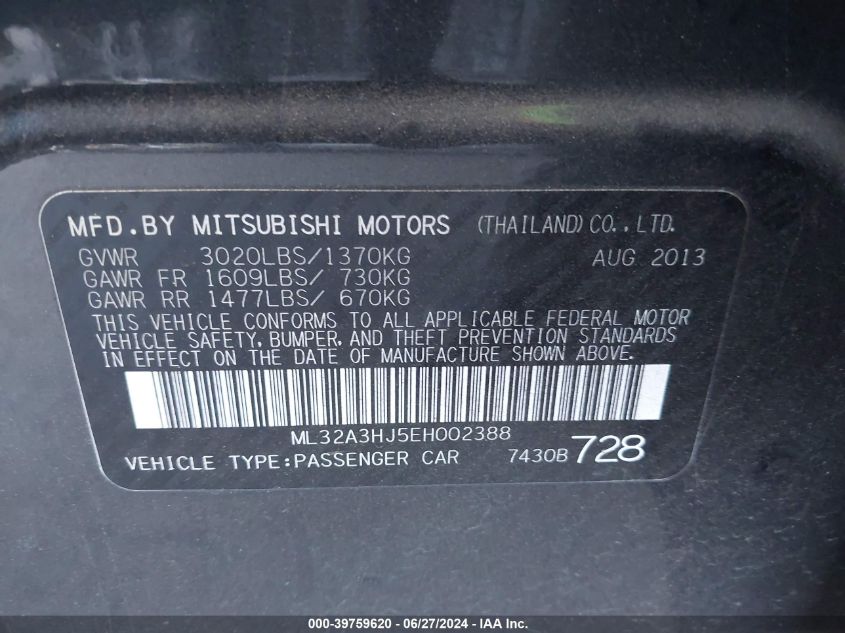 MFD.BY MITSUBISHI MOTORS (THAILAND)CO.,LTD.
GVWR 3020LBS/1370KG AUG 2013
GAWR FR 1609LBS/ 730KG
GAWR RR 1477LBS/ 670KG
THIS VEHICLE CONFORMS TO ALL APPLICABLE FEDERAL MOTOR
VEHICLE SAFETY, BUMPER, AND THEFT PREVENTION STANDARDS
IN EFFECT ON THE DATE OF MANUFACTURE SHOWN ABOVE.
ML32A3HJ5EH002388
VEHICLE TYPE:PASSENGER CAR 7430B 728
000-39759620 / 06/27/2024 - IAA Inc.